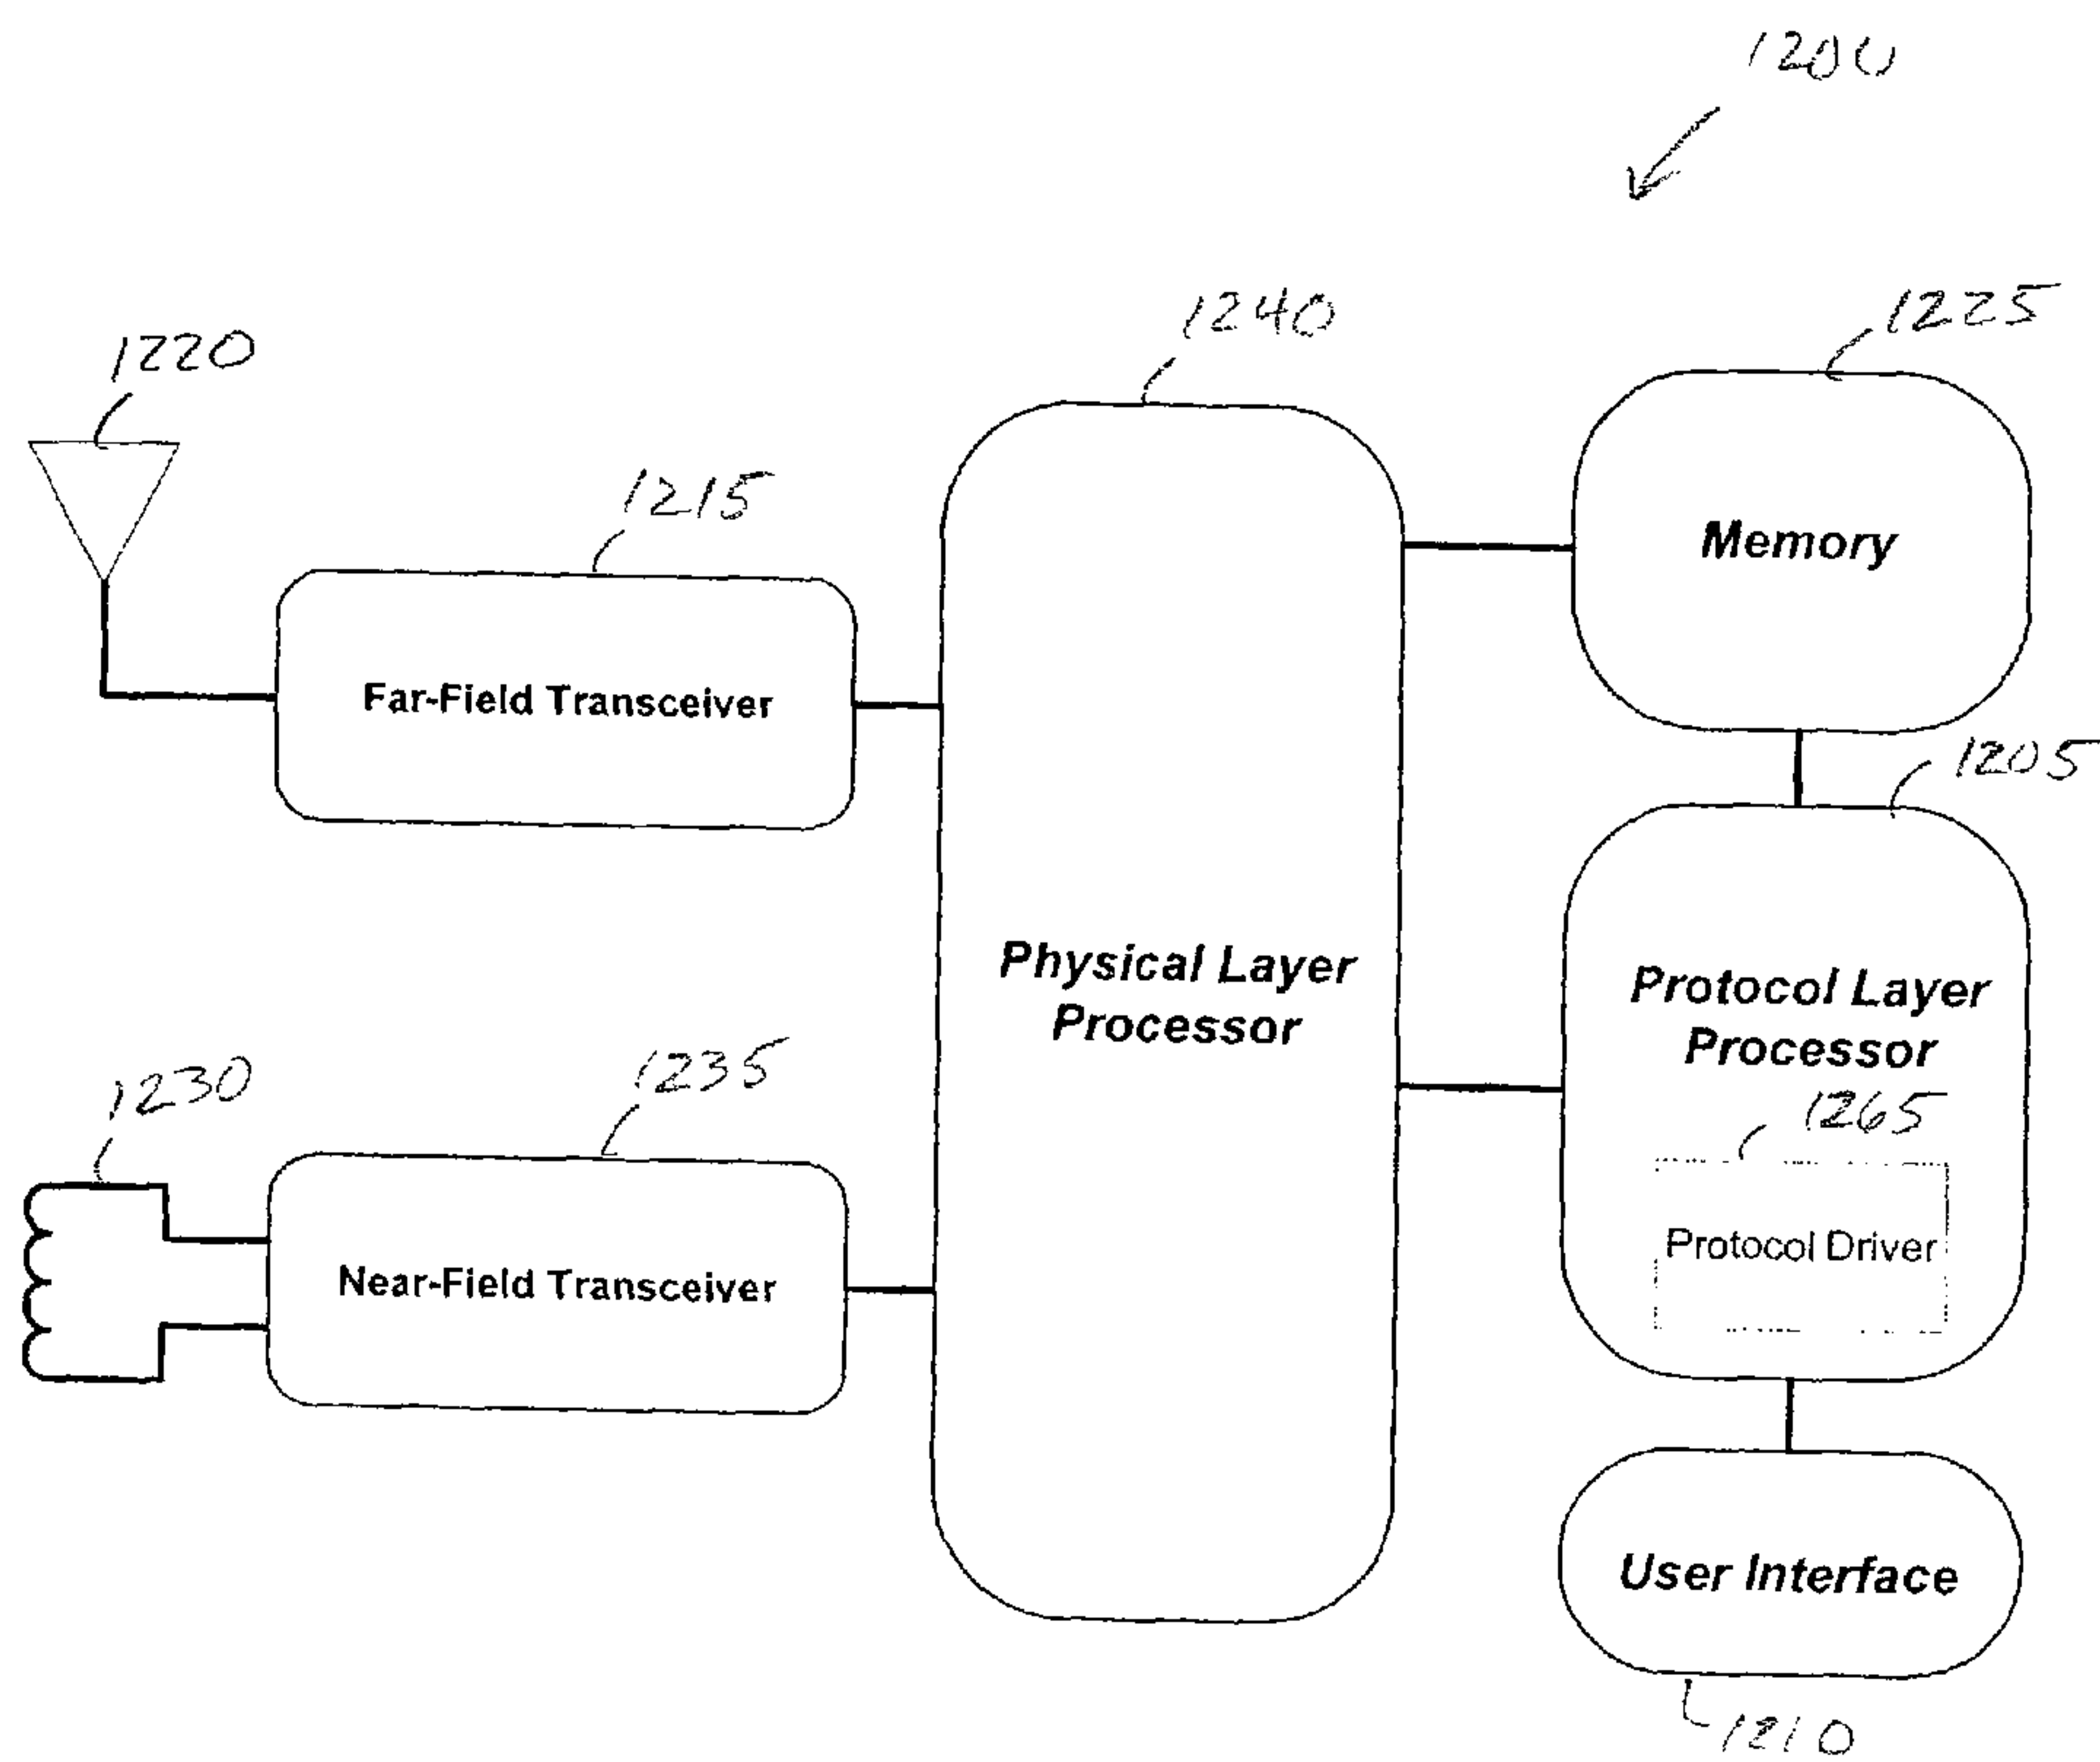 1200
1240
1225
1220
1215
Memory
Far-Field Transceiver
1205
Physical Layer
Processor
Protocol Layer
Processor
1230
1235
1265
Protocol Driver
Near-Field Transceiver
User Interface
1210